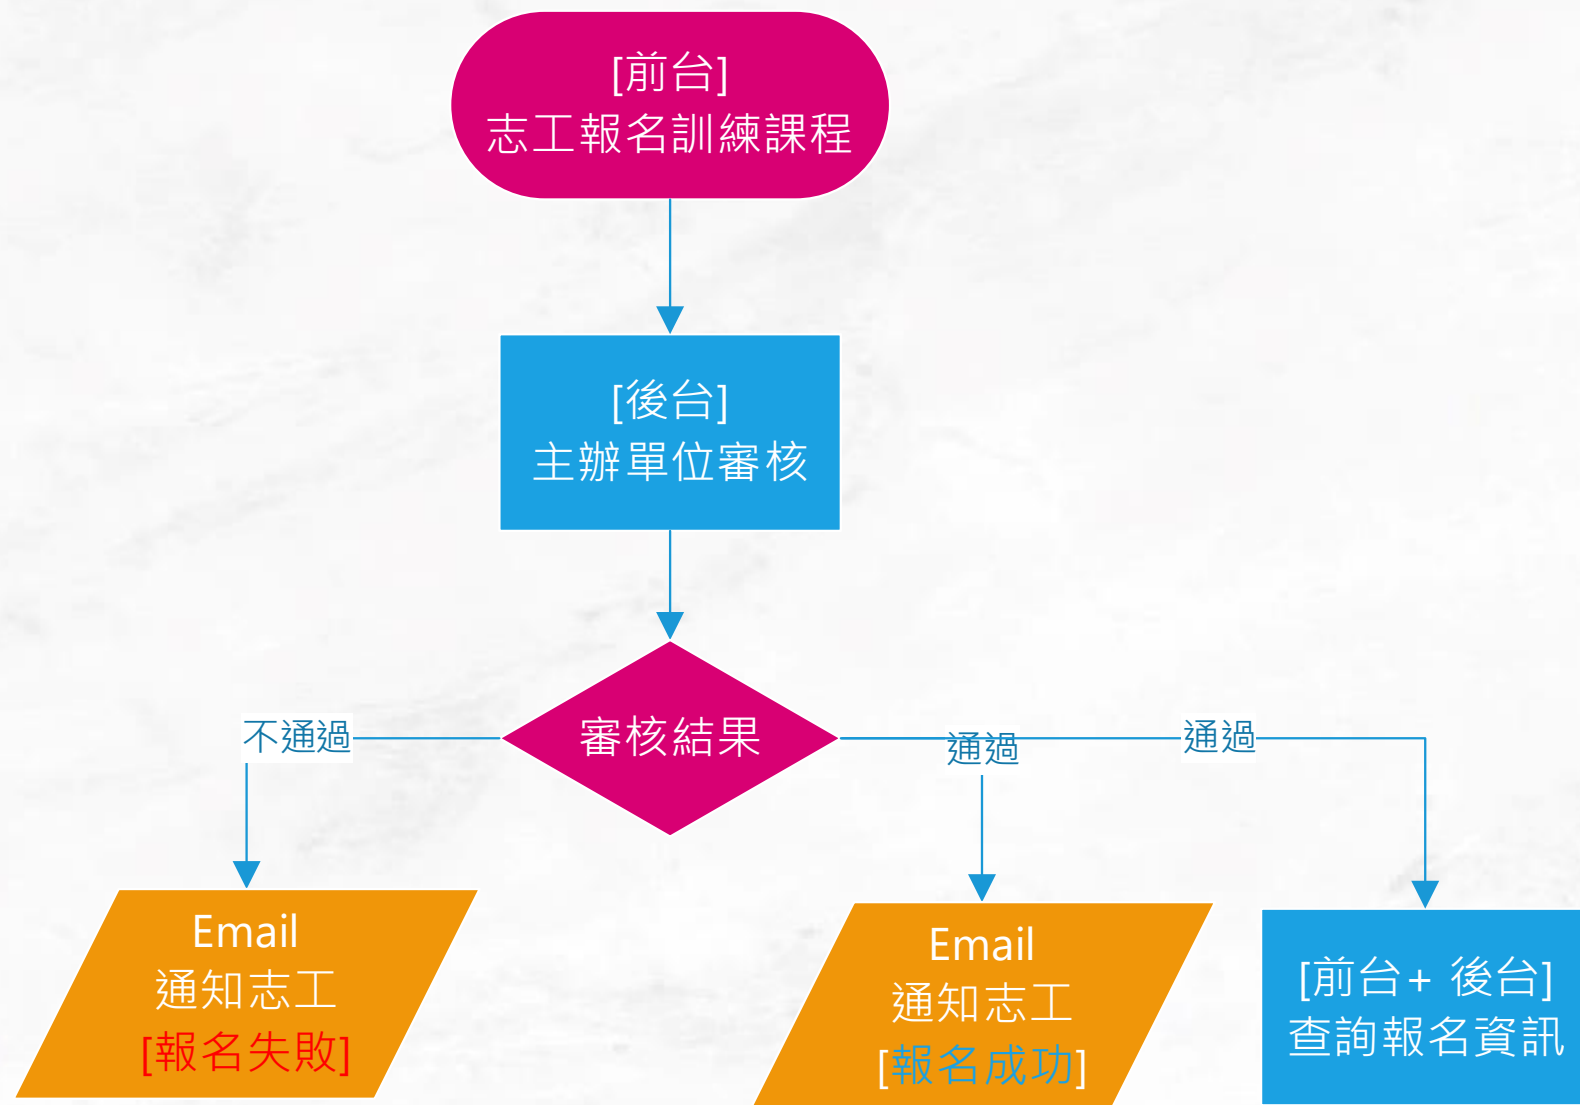 [前台]
志工報名訓練課程
[後台]
主辦單位審核
審核結果
不通過
通過
通過
Email
通知志工
[報名失敗]
Email
通知志工
[報名成功]
[前台+ 後台]
查詢報名資訊